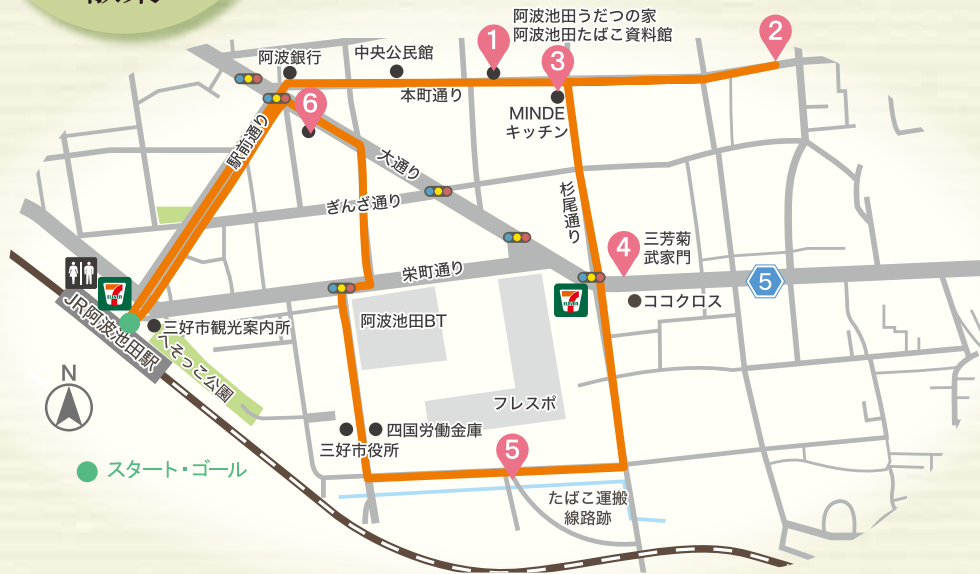 阿波銀行
中央公民館
1
阿波池田うだつの家
阿波池田たばこ資料館
2
3
本町通り
MINDE
キッチン
6
駅前通り
大通り
ぎんざ通り
杉尾通り
4
三芳菊
武家門
栄町通り
5
ココクロス
7
ELEVEN
7
ELEVEN
JR阿波池田駅
三好市観光案内所
へそっこ公園
阿波池田BT
フレスポ
N
四国労働金庫
三好市役所
5
スタート・ゴール
たばこ運搬
線路跡